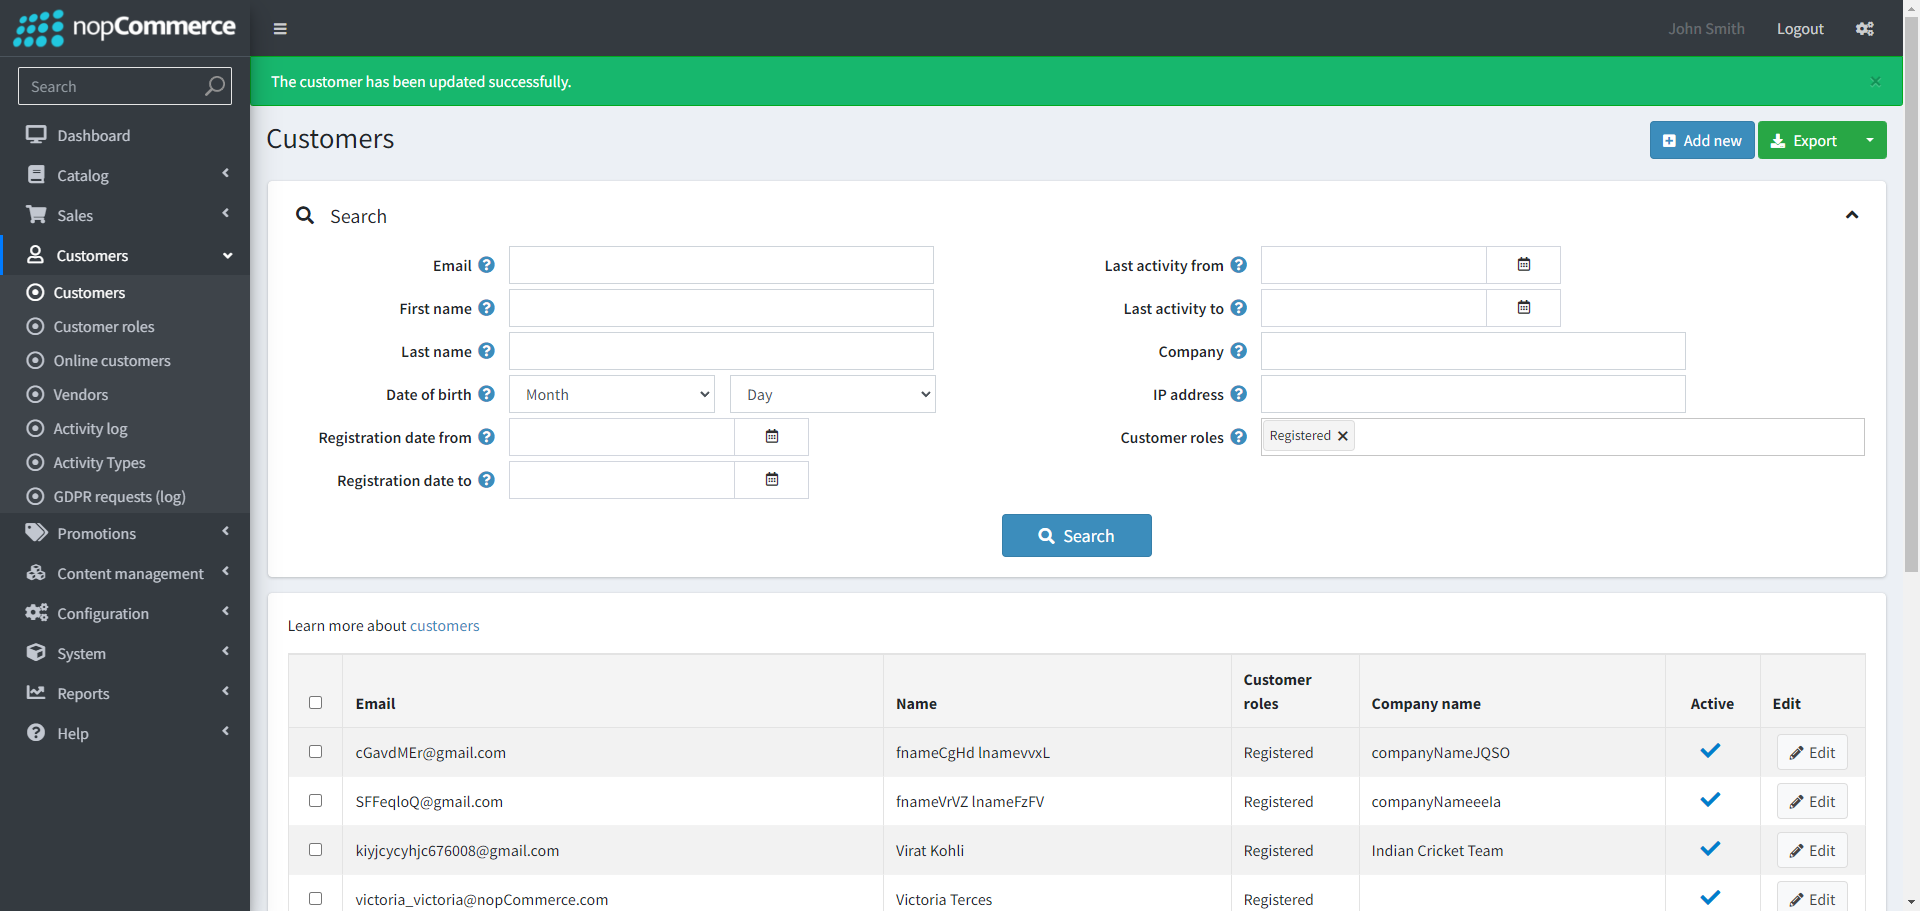 nopCommerce
John Smith
Logout
Search
The customer has been updated successfully.
×
Dashboard
Catalog
Sales
Customers
Customers
Customer roles
Online customers
Vendors
Activity log
Activity Types
GDPR requests (log)
Promotions
Content management
Configuration
System
Reports
Help
Customers
Add new
Export
Search
Email
First name
Last name
Date of birth
Month
Day
Registration date from
Registration date to
Last activity from
Last activity to
Company
IP address
Customer roles
Registered
Search
Learn more about customers
Email
Name
Customer roles
Company name
Active
Edit
cGavdMEr@gmail.com fnameCgHd lnamevvxL Registered companyNameJQSO Edit
SFFeqloQ@gmail.com fnameVrVZ lnameFzFV Registered companyNameeeIa Edit
kiyjcycyhjc676008@gmail.com Virat Kohli Registered Indian Cricket Team Edit
victoria_victoria@nopCommerce.com Victoria Terces Registered Edit